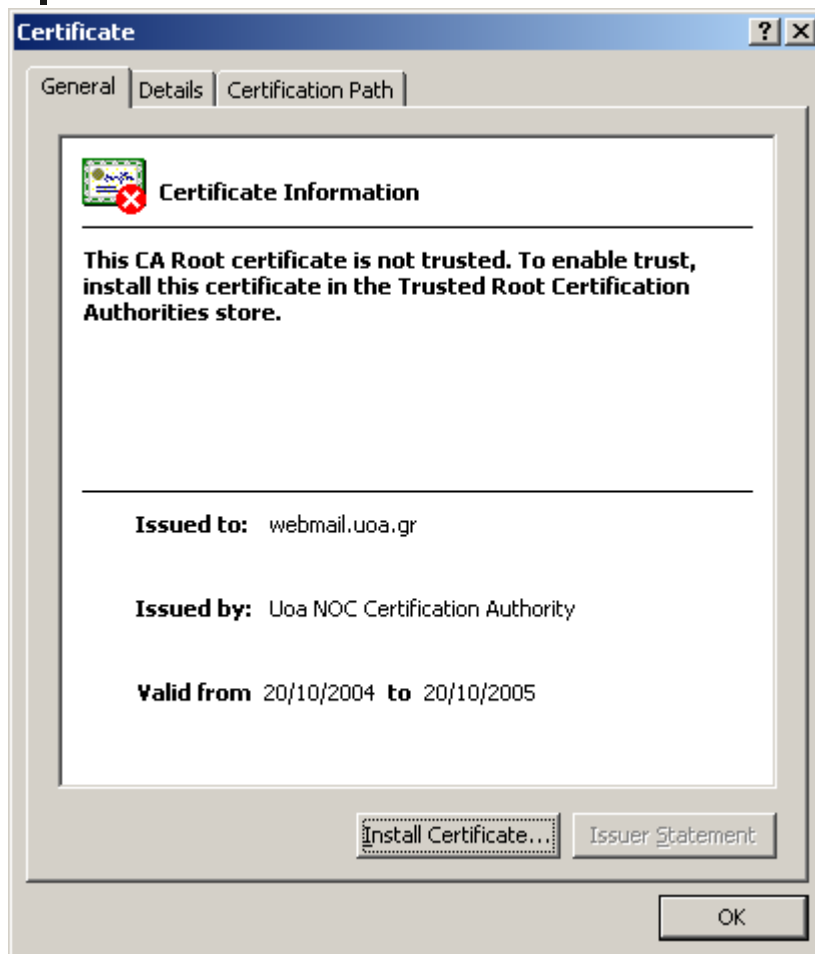 Certificate
General Details Certification Path
Certificate Information
This CA Root certificate is not trusted. To enable trust,
install this certificate in the Trusted Root Certification
Authorities store.
Issued to: webmail.uoa.gr
Issued by: Uoa NOC Certification Authority
Valid from 20/10/2004 to 20/10/2005
Install Certificate... Issuer Statement
OK